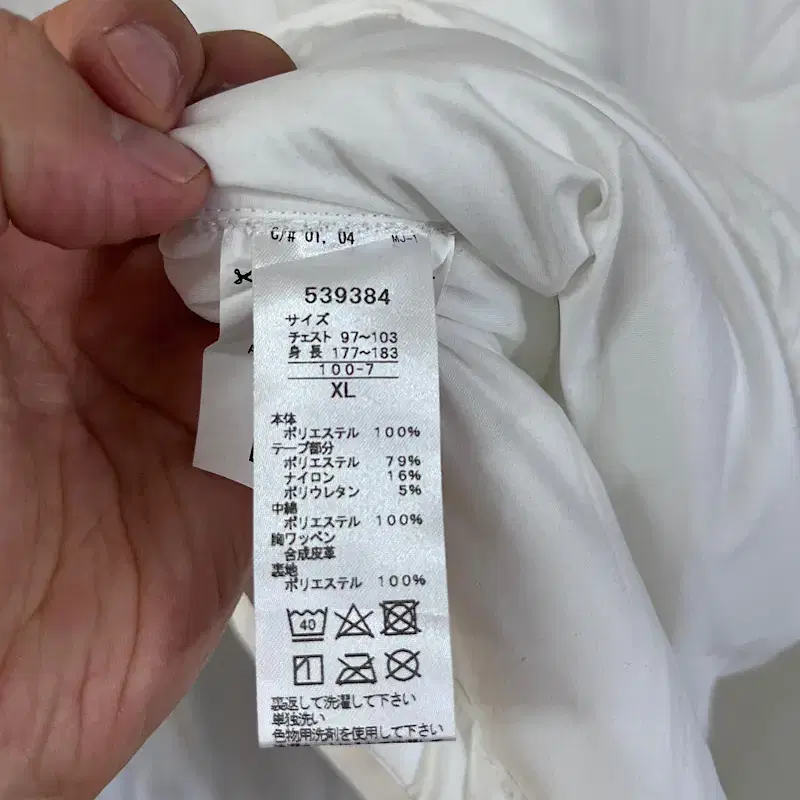 C/# 01, 04 MJ-1
539384
サイズ
チェスト 97～103
身長 177～183
100-7
XL
本体
ポリエステル 100%
テープ部分
ポリエステル 79%
ナイロン 16%
ポリウレタン 5%
中綿
ポリエステル 100%
胸ワッペン
合成皮革
裏地
ポリエステル 100%
40
裏返して洗濯して下さい
単独洗い
色物用洗剤を使用して下さい